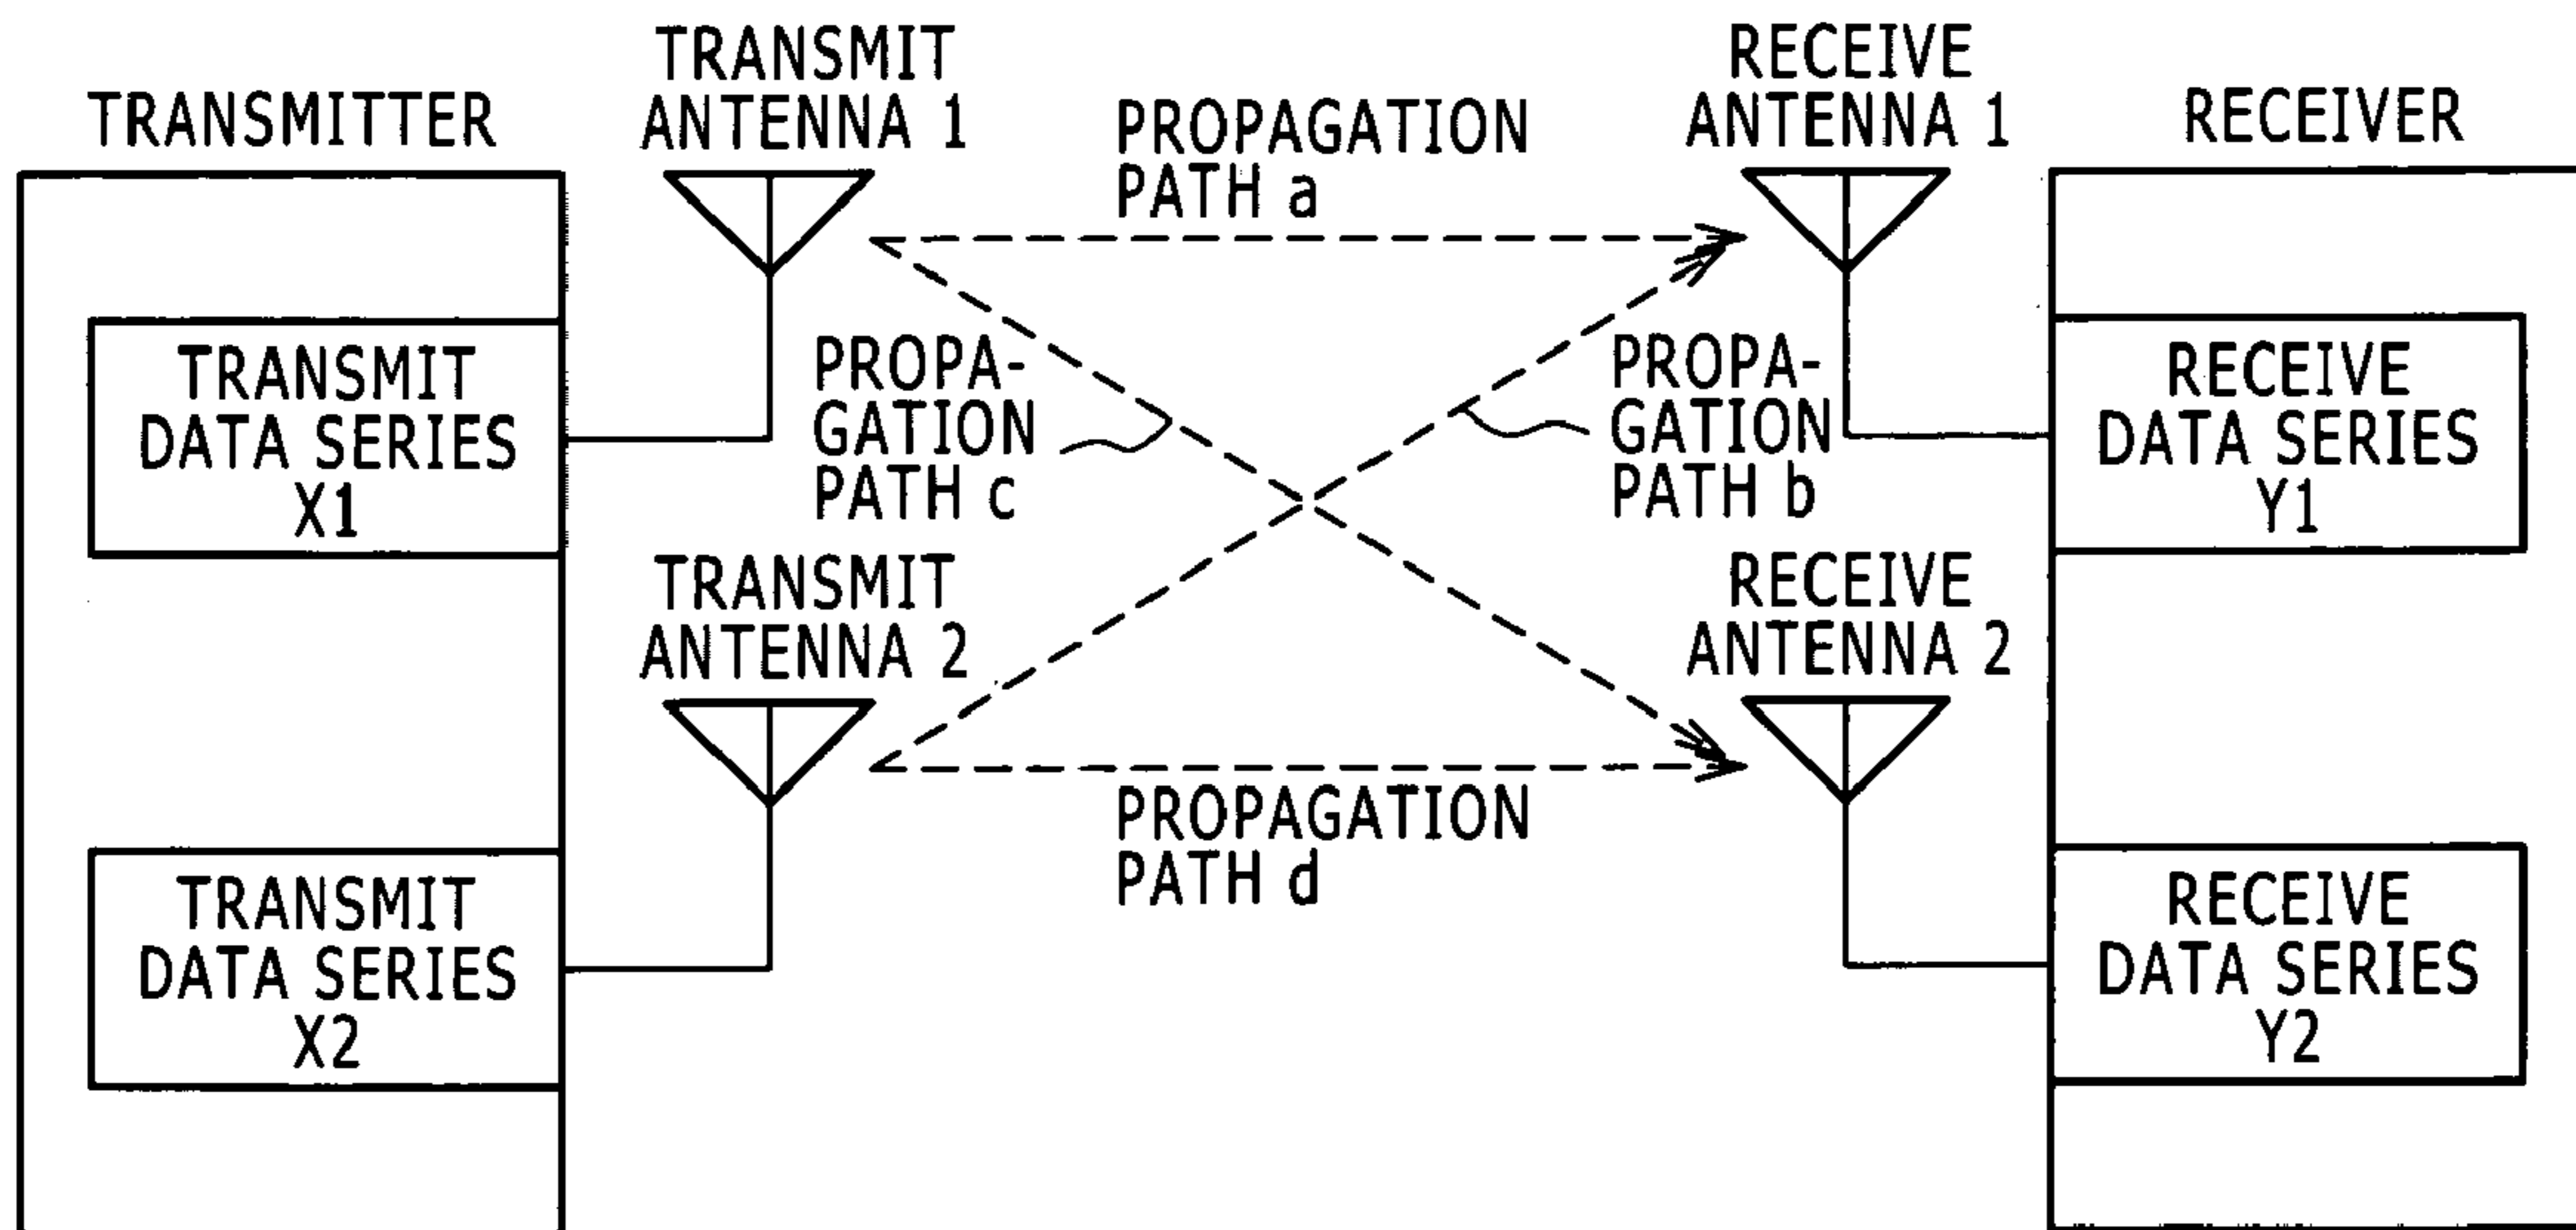 TRANSMITTER
TRANSMIT
ANTENNA 1
PROPAGATION
PATH a
RECEIVE
ANTENNA 1
RECEIVER
TRANSMIT
DATA SERIES
X1
PROPA-
GATION
PATH c
PROPA-
GATION
PATH b
RECEIVE
DATA SERIES
Y1
TRANSMIT
ANTENNA 2
RECEIVE
ANTENNA 2
PROPAGATION
PATH d
TRANSMIT
DATA SERIES
X2
RECEIVE
DATA SERIES
Y2